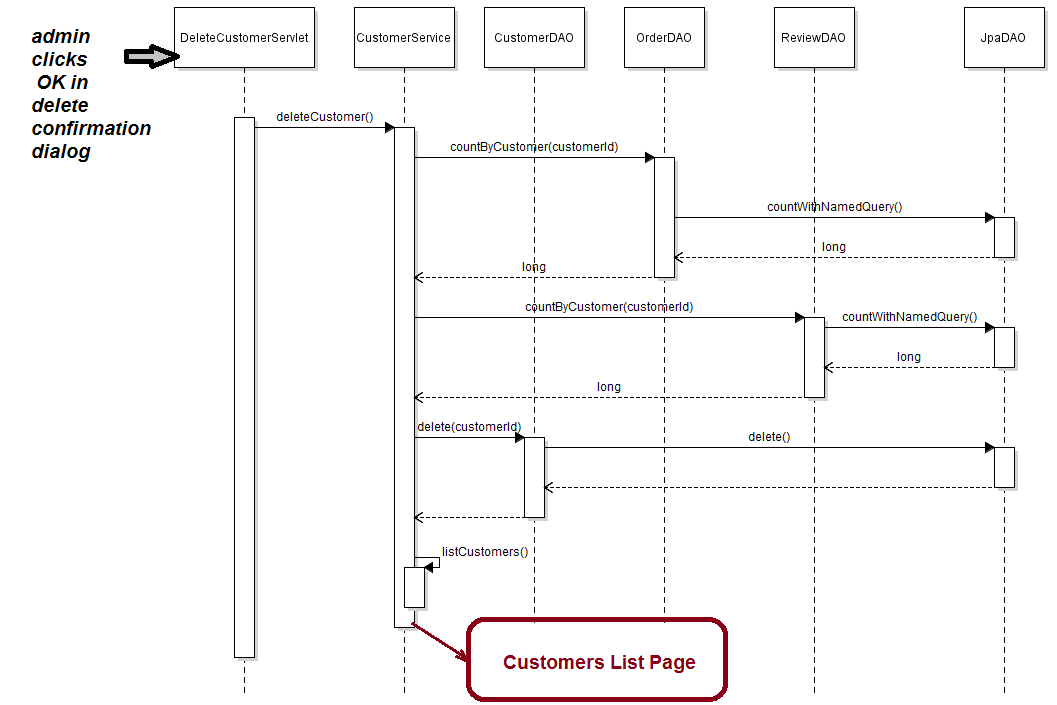 admin
clicks
OK in
delete
confirmation
dialog
DeleteCustomerServlet
CustomerService
CustomerDAO
OrderDAO
ReviewDAO
JpaDAO
deleteCustomer()
countByCustomer(customerId)
countWithNamedQuery()
long
long
countByCustomer(customerId)
countWithNamedQuery()
long
long
delete(customerId)
delete()
listCustomers()
Customers List Page